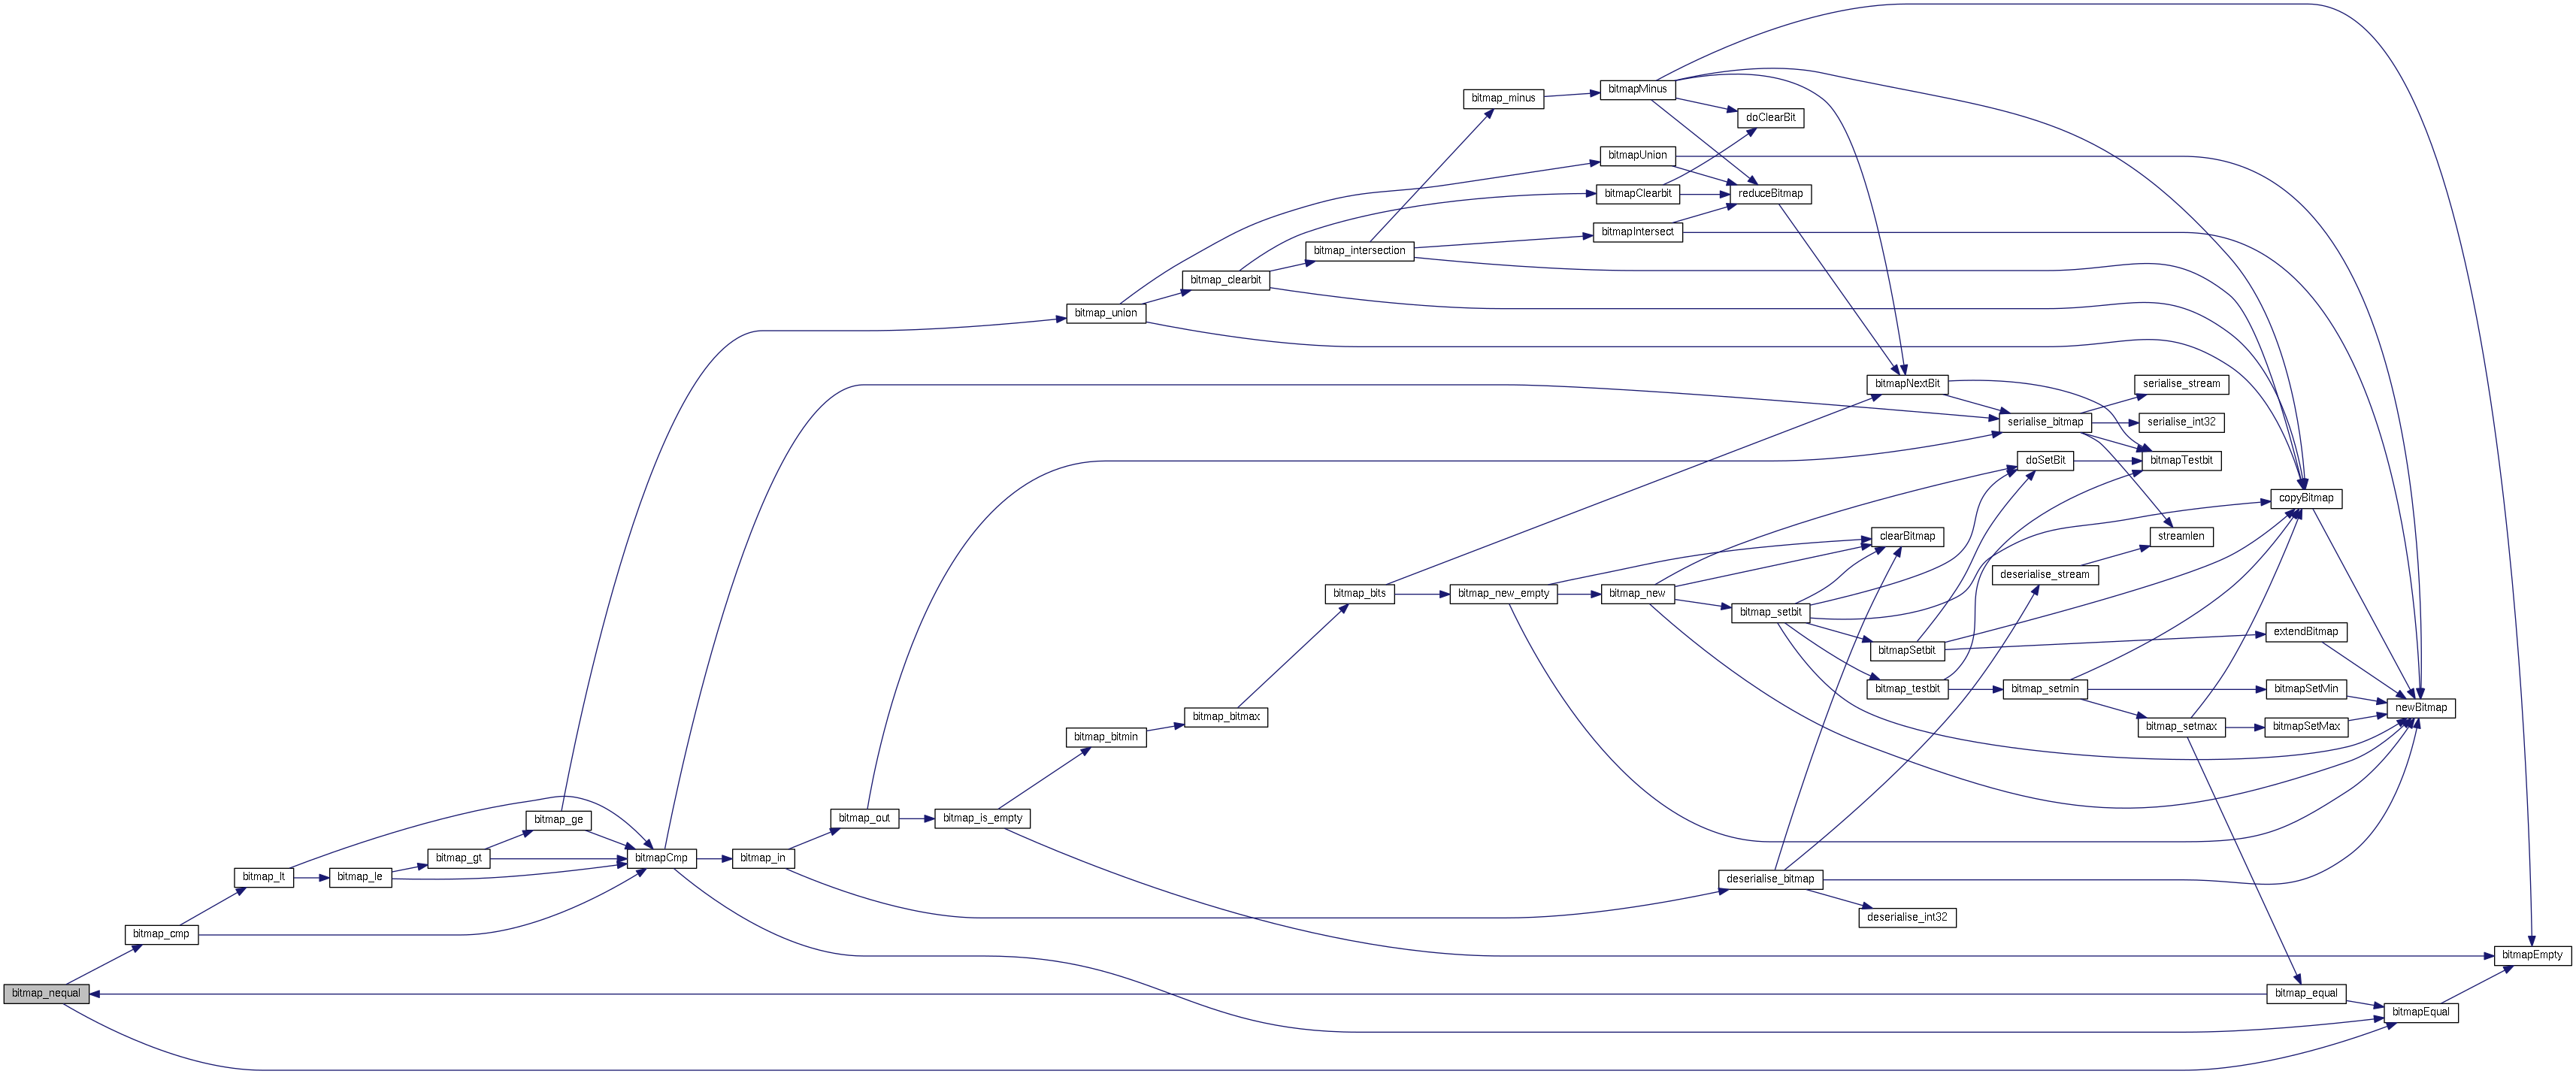 bitmap_nequal
bitmap_cmp
bitmap_lt
bitmap_le
bitmap_gt
bitmap_ge
bitmapCmp
bitmap_in
bitmap_out
bitmap_is_empty
bitmap_union
bitmap_bitmin
bitmap_clearbit
bitmap_bitmax
bitmap_intersection
bitmap_bits
bitmap_minus
bitmap_new_empty
bitmapMinus
bitmapUnion
bitmapClearbit
bitmapIntersect
bitmap_new
doClearBit
reduceBitmap
bitmap_setbit
deserialise_bitmap
bitmapNextBit
clearBitmap
bitmapSetbit
bitmap_testbit
deserialise_int32
serialise_bitmap
doSetBit
deserialise_stream
bitmap_setmin
serialise_stream
serialise_int32
bitmapTestbit
streamlen
bitmap_setmax
copyBitmap
extendBitmap
bitmapSetMin
bitmapSetMax
bitmap_equal
newBitmap
bitmapEqual
bitmapEmpty